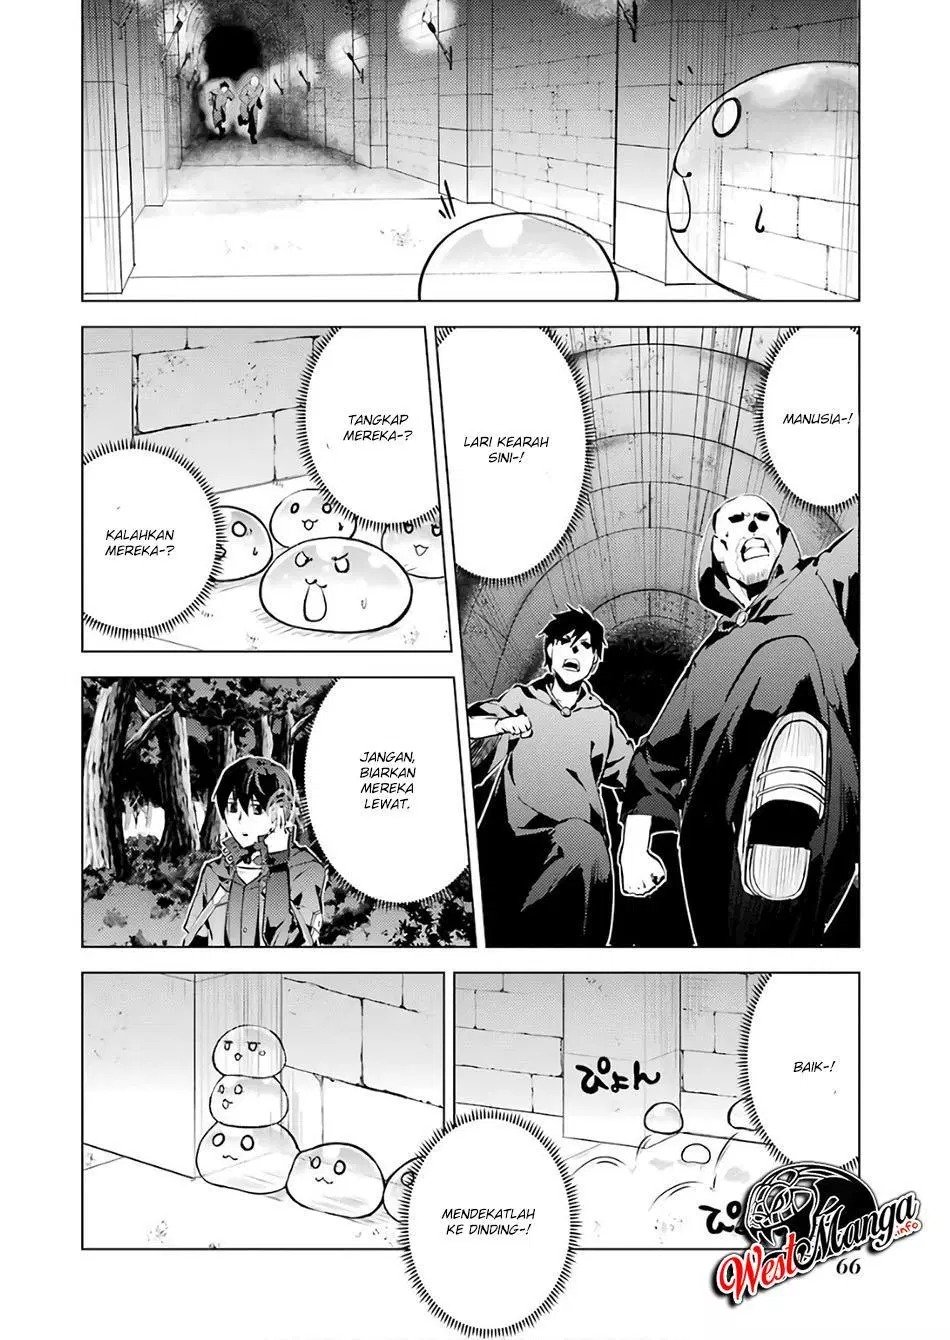 MANUSIA-!
LARI KEARAH
SINI-!
TANGKAP
MEREKA-?
KALAHKAN
MEREKA-?
JANGAN,
BIARKAN
MEREKA
LEWAT.
BAIK-!
ぴょん
MENDEKATLAH
KE DINDING-!
WestManga
.info
66